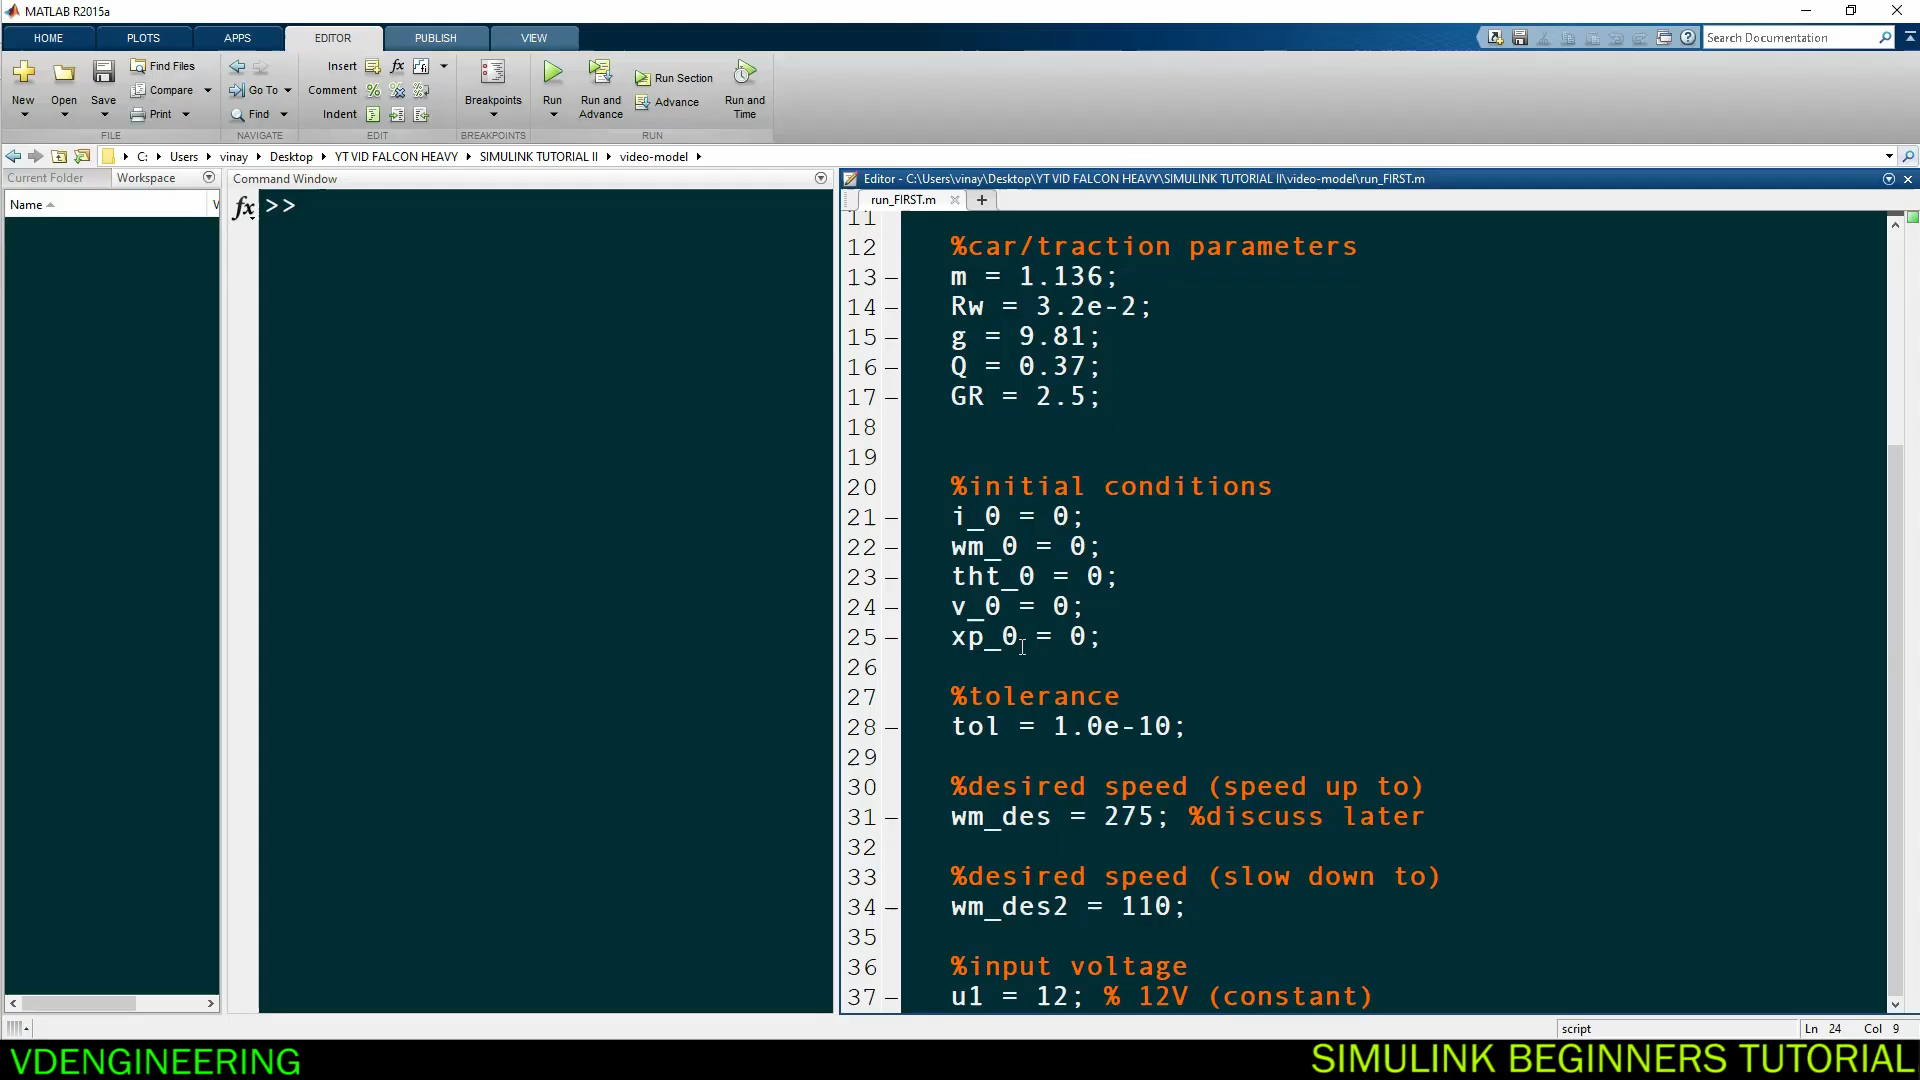 MATLAB R2015a
HOME PLOTS APPS EDITOR PUBLISH VIEW
Search Documentation
New Open Save Find Files Compare Print
Go To Find
Insert fx
Comment %
Indent
Breakpoints
Run Run and Advance Run Section Advance Run and Time
FILE NAVIGATE EDIT BREAKPOINTS RUN
C: Users vinay Desktop YT VID FALCON HEAVY SIMULINK TUTORIAL II video-model
Current Folder Workspace
Name
Command Window
fx >>
Editor - C:\Users\vinay\Desktop\YT VID FALCON HEAVY\SIMULINK TUTORIAL II\video-model\run_FIRST.m
run_FIRST.m +
11
12 %car/traction parameters
13 – m = 1.136;
14 – Rw = 3.2e-2;
15 – g = 9.81;
16 – Q = 0.37;
17 – GR = 2.5;
18
19
20 %initial conditions
21 – i_0 = 0;
22 – wm_0 = 0;
23 – tht_0 = 0;
24 – v_0 = 0;
25 – xp_0 = 0;
26
27 %tolerance
28 – tol = 1.0e-10;
29
30 %desired speed (speed up to)
31 – wm_des = 275; %discuss later
32
33 %desired speed (slow down to)
34 – wm_des2 = 110;
35
36 %input voltage
37 – u1 = 12; % 12V (constant)
script Ln 24 Col 9
VDENGINEERING
SIMULINK BEGINNERS TUTORIAL